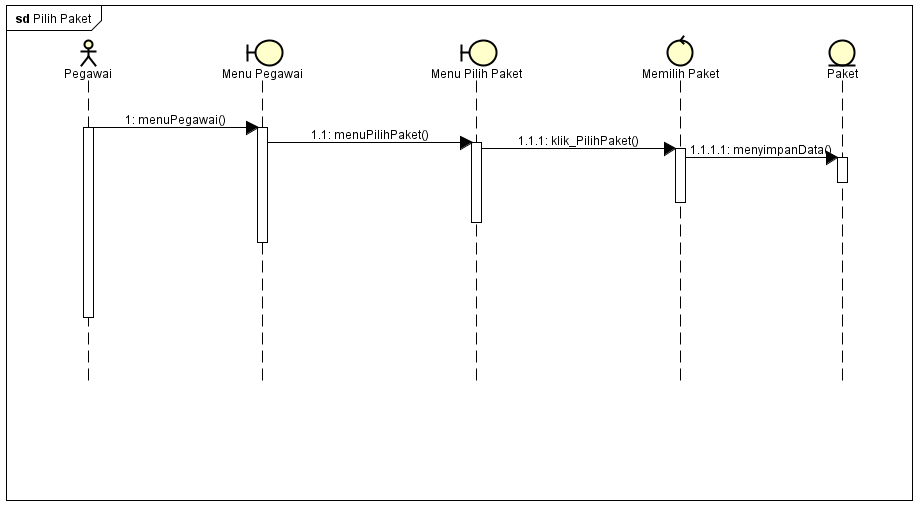 sd Pilih Paket
Pegawai
Menu Pegawai
Menu Pilih Paket
Memilih Paket
Paket
1: menuPegawai()
1.1: menuPilihPaket()
1.1.1: klik_PilihPaket()
1.1.1.1: menyimpanData()